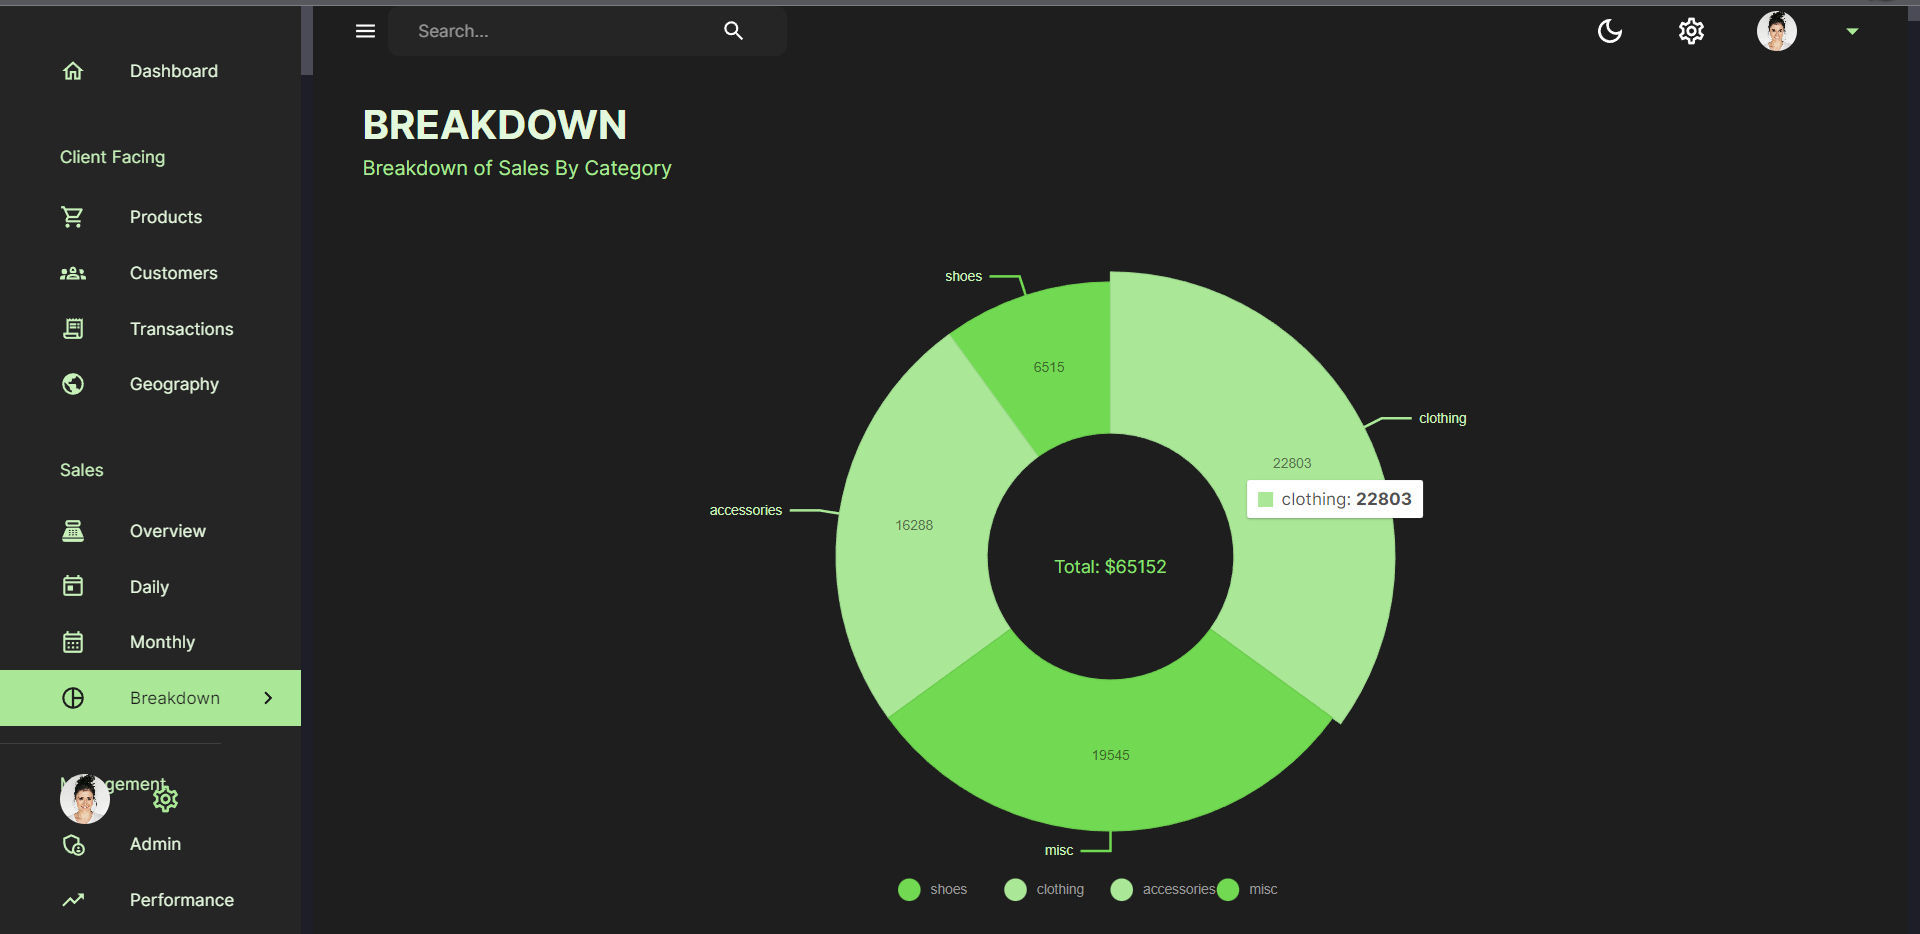 Dashboard
Client Facing
Products
Customers
Transactions
Geography
Sales
Overview
Daily
Monthly
Breakdown
gement
Admin
Performance
Search...
BREAKDOWN
Breakdown of Sales By Category
shoes
6515
clothing
22803
clothing: 22803
accessories
16288
Total: $65152
19545
misc
shoes clothing accessories misc